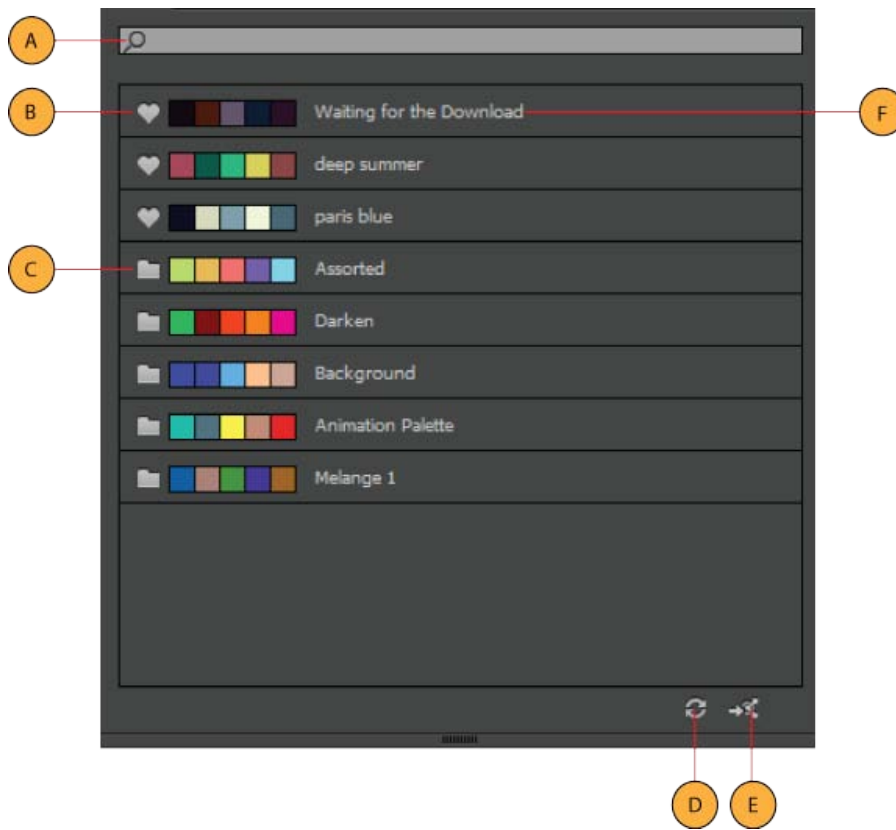 A
B
Waiting for the Download
F
deep summer
paris blue
C
Assorted
Darken
Background
Animation Palette
Melange 1
D
E